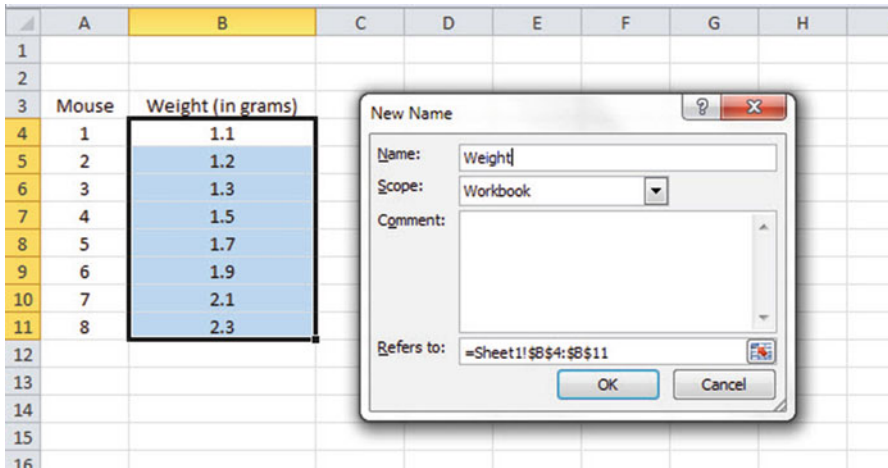 A B C D E F G H
1
2
3 Mouse Weight (in grams)
4 1 1.1
5 2 1.2
6 3 1.3
7 4 1.5
8 5 1.7
9 6 1.9
10 7 2.1
11 8 2.3
12
13
14
15
16
New Name ?
Name: Weight
Scope: Workbook
Comment:
Refers to: =Sheet1!$B$4:$B$11
OK Cancel